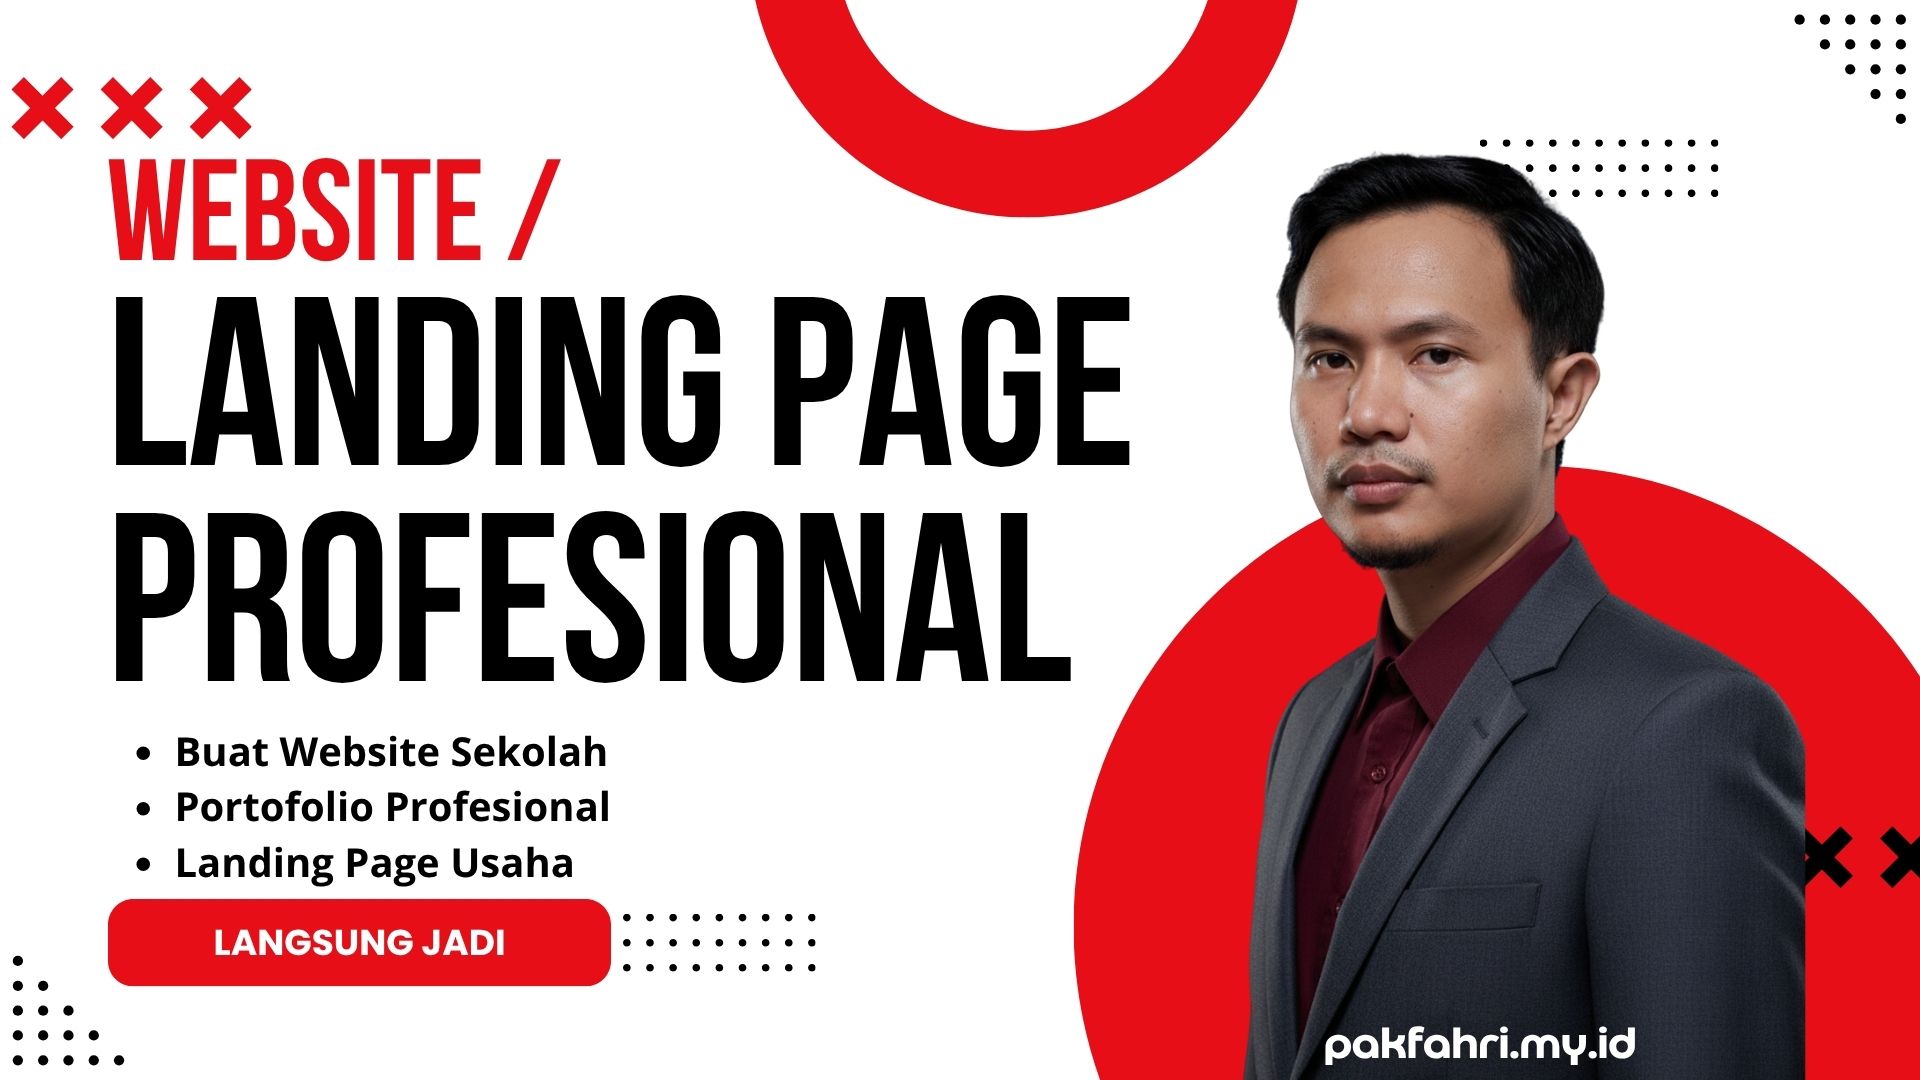 WEBSITE /
LANDING PAGE
PROFESIONAL
• Buat Website Sekolah
• Portofolio Profesional
• Landing Page Usaha
LANGSUNG JADI
pakfahri.my.id